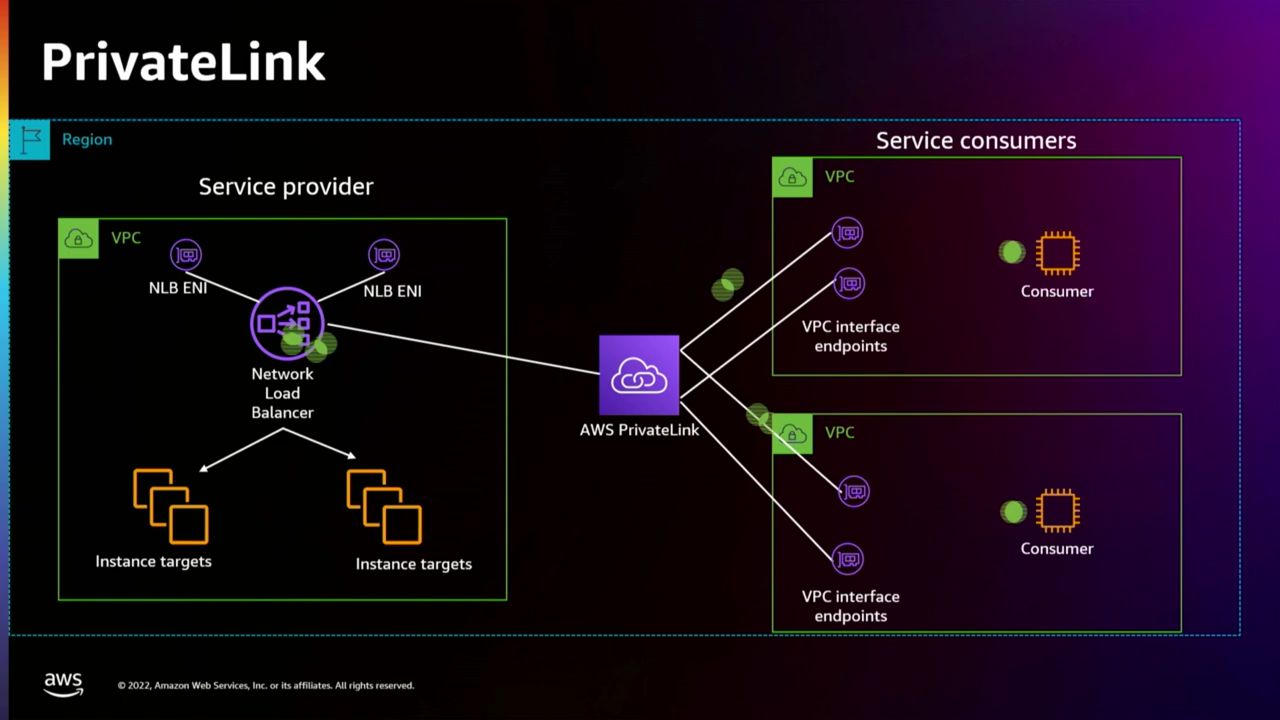 PrivateLink
Region
Service consumers
VPC
Service provider
VPC
NLB ENI
NLB ENI
Consumer
VPC interface
endpoints
Network
Load
Balancer
AWS PrivateLink
VPC
Instance targets
Instance targets
Consumer
VPC interface
endpoints
aws
© 2022, Amazon Web Services, Inc. or its affiliates. All rights reserved.